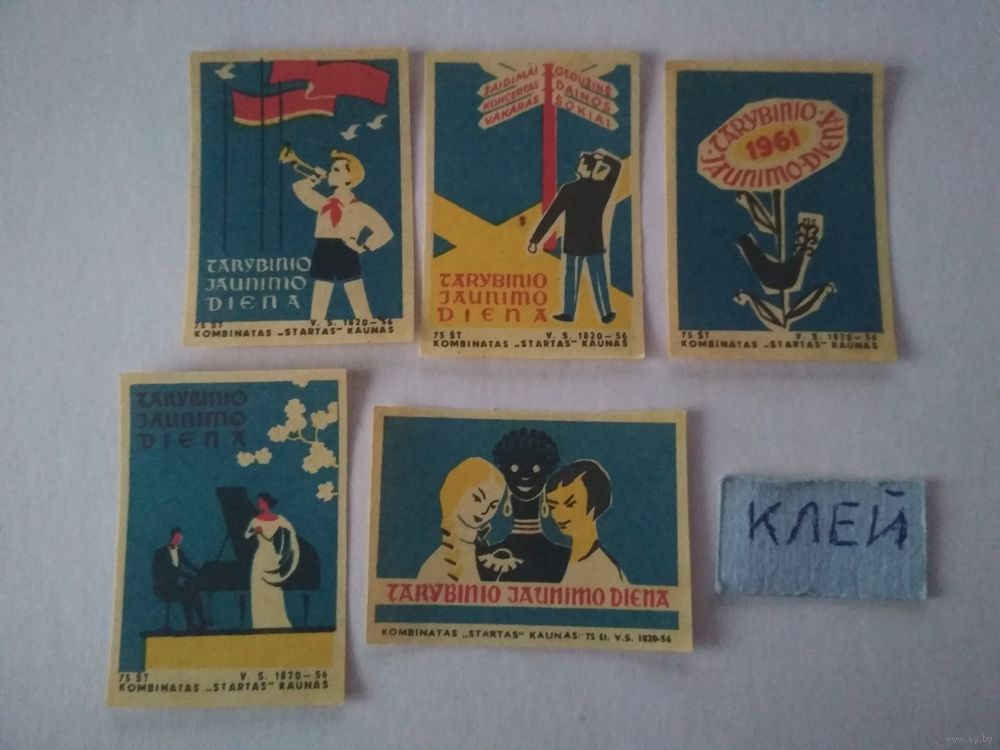 TARYBINIO
JAUNIMO
DIENA
75 ŠT V. S. 1820-56
KOMBINATAS „STARTAS" KAUNAS
ŽAIDIMAI GEGUŽINĖ
KONCERTAS DAINOS
VAKARAS ŠOKIAI
TARYBINIO
JAUNIMO
DIENA
75 ŠT V. S. 1820-56
KOMBINATAS „STARTAS" KAUNAS
TARYBINIO
1961
JAUNIMO-DIENA
75 ŠT V. S. 1820-56
KOMBINATAS „STARTAS" KAUNAS
TARYBINIO
JAUNIMO
DIENA
75 ŠT V. S. 1820-56
KOMBINATAS „STARTAS" KAUNAS
TARYBINIO JAUNIMO DIENA
KOMBINATAS „STARTAS" KAUNAS 75 št. V.S. 1820-56
КЛЕЙ
www.ay.by